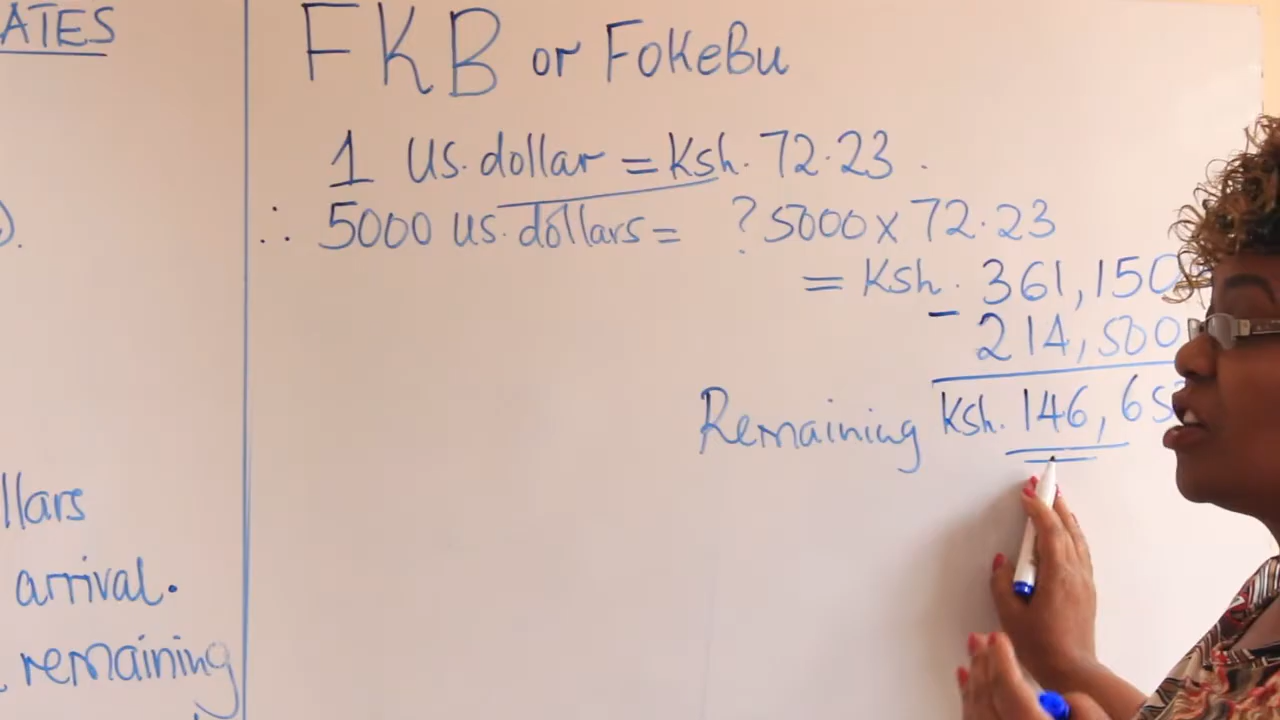 ATES
).
llars
arrival.
remaining
FKB or FoKeBu
1 US. dollar = Ksh. 72.23
∴ 5000 US. dollars = ? 5000 x 72.23
= Ksh. 361,150
- 214,500
Remaining Ksh. 146,65